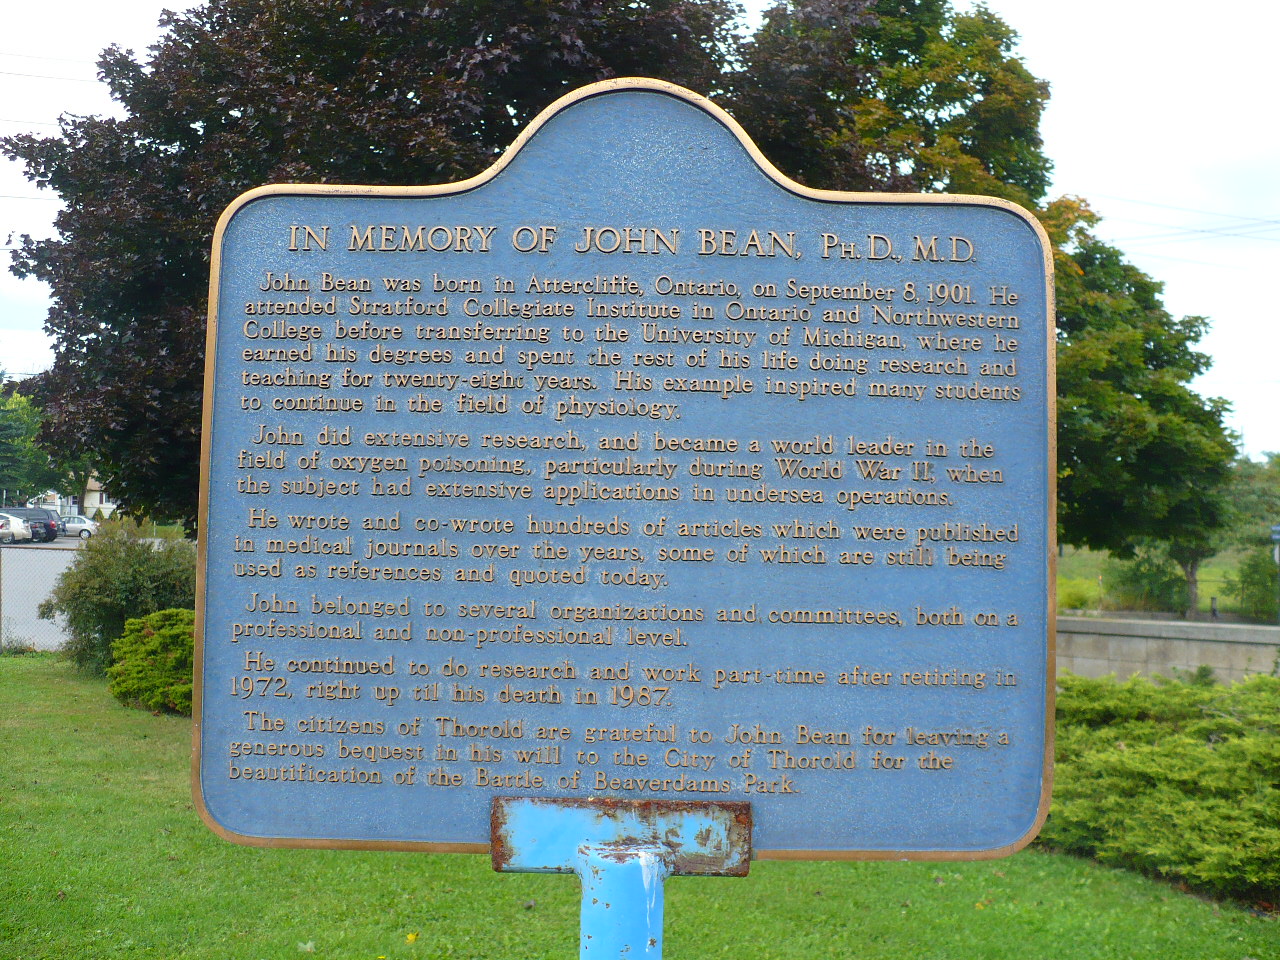 IN MEMORY OF JOHN BEAN, PH.D., M.D.
John Bean was born in Attercliffe, Ontario, on September 8, 1901. He
attended Stratford Collegiate Institute in Ontario and Northwestern
College before transferring to the University of Michigan, where he
earned his degrees and spent the rest of his life doing research and
teaching for twenty-eight years. His example inspired many students
to continue in the field of physiology.
John did extensive research, and became a world leader in the
field of oxygen poisoning, particularly during World War II, when
the subject had extensive applications in undersea operations.
He wrote and co-wrote hundreds of articles which were published
in medical journals over the years, some of which are still being
used as references and quoted today.
John belonged to several organizations and committees, both on a
professional and non-professional level.
He continued to do research and work part-time after retiring in
1972, right up til his death in 1987.
The citizens of Thorold are grateful to John Bean for leaving a
generous bequest in his will to the City of Thorold for the
beautification of the Battle of Beaverdams Park.